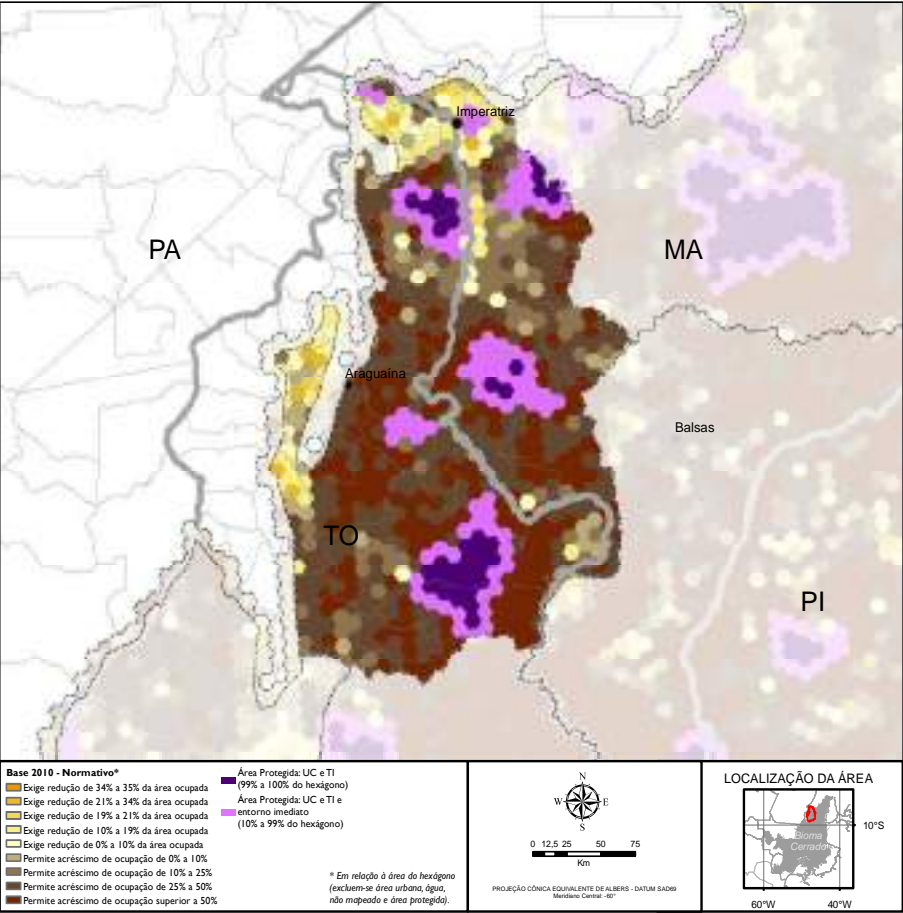 Imperatriz
PA
MA
Araguaína
Balsas
TO
PI
Base 2010 - Normativo*
Exige redução de 34% a 35% da área ocupada
Exige redução de 21% a 34% da área ocupada
Exige redução de 19% a 21% da área ocupada
Exige redução de 10% a 19% da área ocupada
Exige redução de 0% a 10% da área ocupada
Permite acréscimo de ocupação de 0% a 10%
Permite acréscimo de ocupação de 10% a 25%
Permite acréscimo de ocupação de 25% a 50%
Permite acréscimo de ocupação superior a 50%
Área Protegida: UC e TI
(99% a 100% do hexágono)
Área Protegida: UC e TI e
entorno imediato
(10% a 99% do hexágono)
* Em relação à área do hexágono
(excluem-se área urbana, água,
não mapeado e área protegida).
N
W E
S
0 12,5 25 50 75
Km
PROJEÇÃO CÔNICA EQUIVALENTE DE ALBERS - DATUM SAD69
Meridiano Central: -60°
LOCALIZAÇÃO DA ÁREA
Bioma
Cerrado
10°S
60°W 40°W